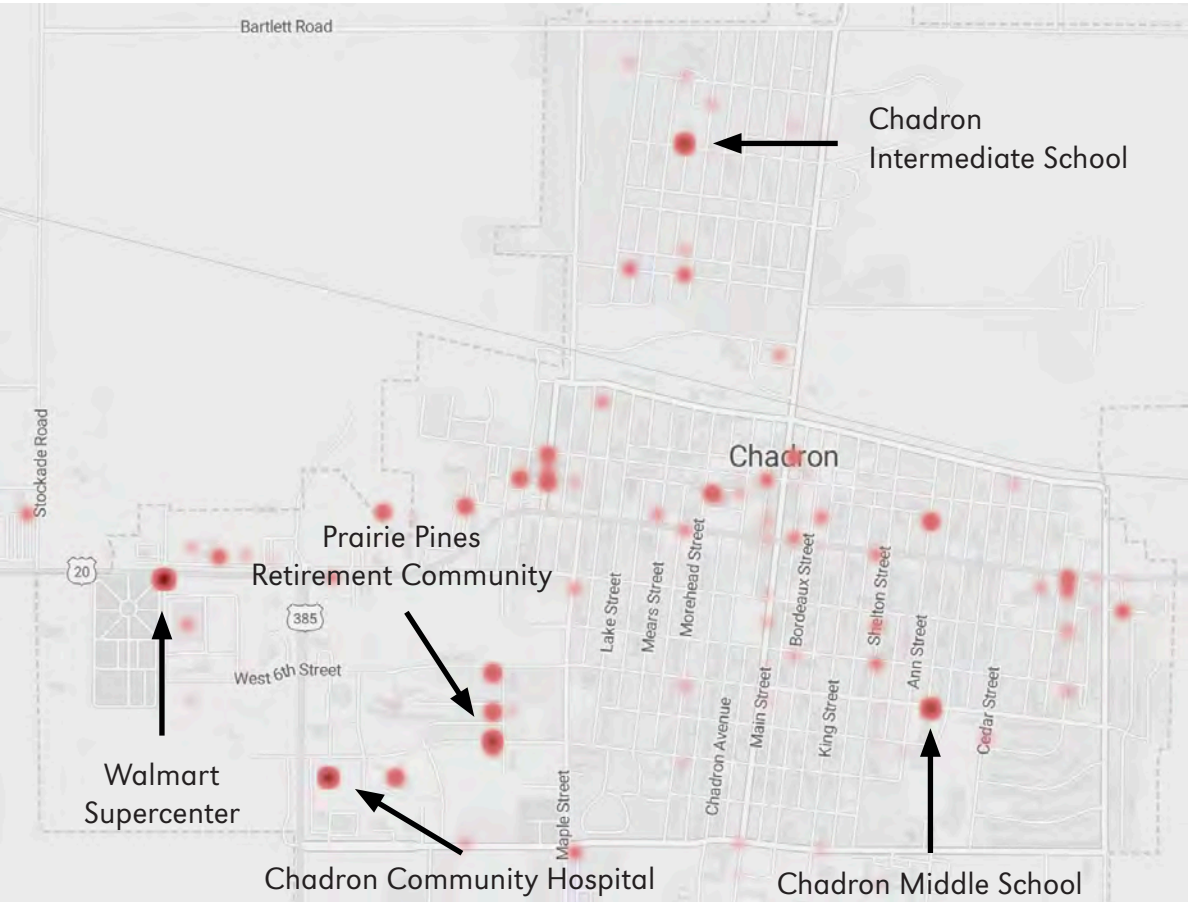 Bartlett Road
Chadron
Intermediate School
Stockade Road
Chadron
Prairie Pines
Retirement Community
20
385
Lake Street
Mears Street
Morehead Street
Bordeaux Street
Shelton Street
Ann Street
West 6th Street
Chadron Avenue
Main Street
King Street
Cedar Street
Walmart
Supercenter
Maple Street
Chadron Community Hospital
Chadron Middle School